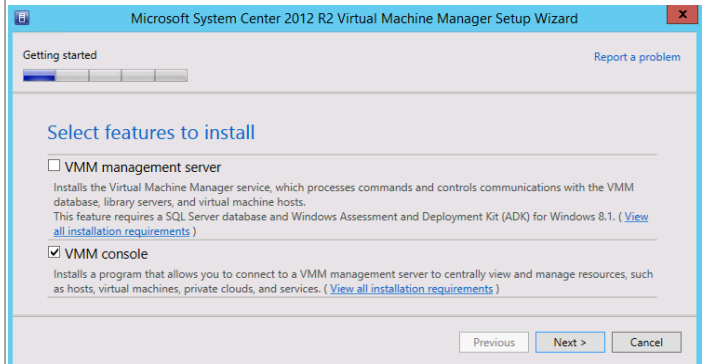 Microsoft System Center 2012 R2 Virtual Machine Manager Setup Wizard
x
Getting started
Report a problem
Select features to install
VMM management server
Installs the Virtual Machine Manager service, which processes commands and controls communications with the VMM
database, library servers, and virtual machine hosts.
This feature requires a SQL Server database and Windows Assessment and Deployment Kit (ADK) for Windows 8.1. ( View
all installation requirements )
VMM console
Installs a program that allows you to connect to a VMM management server to centrally view and manage resources, such
as hosts, virtual machines, private clouds, and services. ( View all installation requirements )
Previous
Next >
Cancel